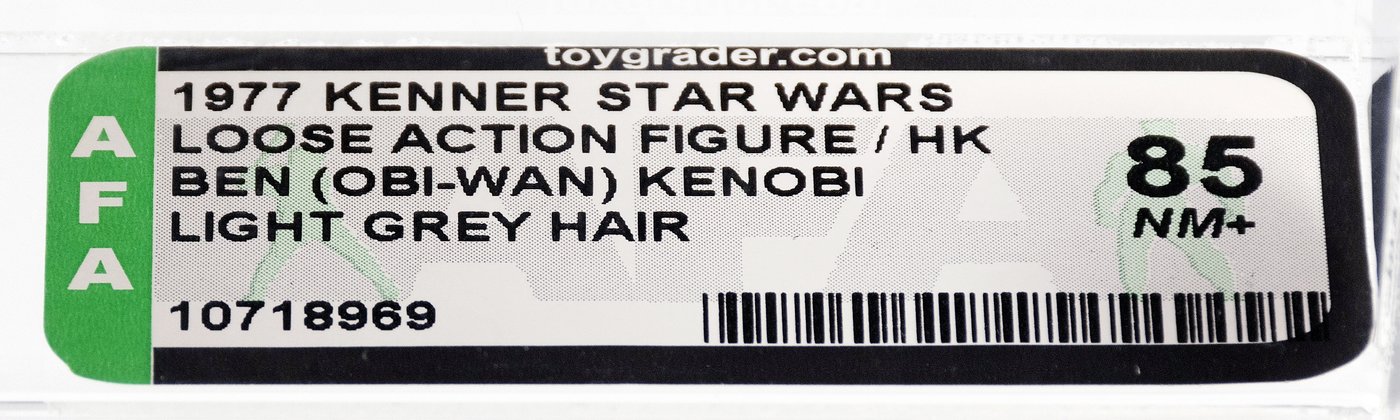 toygrader.com
AFA
1977 KENNER STAR WARS
LOOSE ACTION FIGURE / HK
BEN (OBI-WAN) KENOBI
LIGHT GREY HAIR
85
NM+
10718969